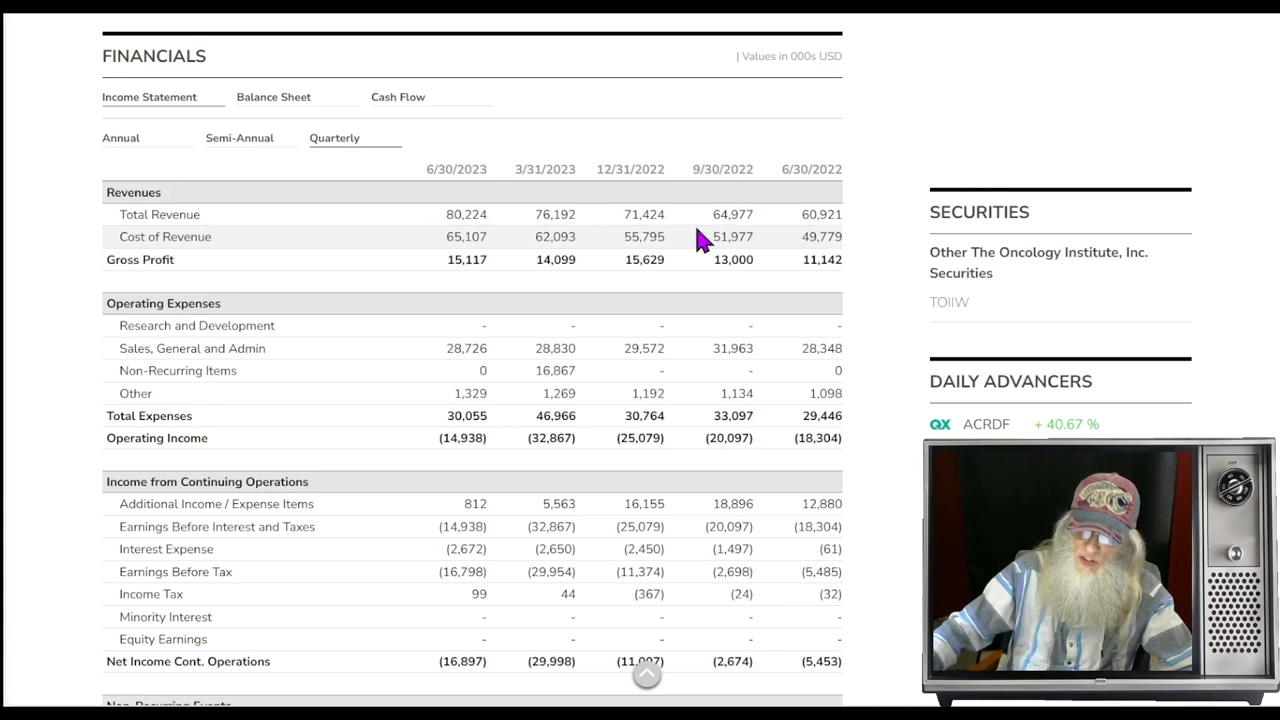 FINANCIALS | Values in 000s USD
Income Statement Balance Sheet Cash Flow
Annual Semi-Annual Quarterly
6/30/2023 3/31/2023 12/31/2022 9/30/2022 6/30/2022
Revenues
Total Revenue 80,224 76,192 71,424 64,977 60,921
Cost of Revenue 65,107 62,093 55,795 51,977 49,779
Gross Profit 15,117 14,099 15,629 13,000 11,142
Operating Expenses
Research and Development - - - - -
Sales, General and Admin 28,726 28,830 29,572 31,963 28,348
Non-Recurring Items 0 16,867 - - 0
Other 1,329 1,269 1,192 1,134 1,098
Total Expenses 30,055 46,966 30,764 33,097 29,446
Operating Income (14,938) (32,867) (25,079) (20,097) (18,304)
Income from Continuing Operations
Additional Income / Expense Items 812 5,563 16,155 18,896 12,880
Earnings Before Interest and Taxes (14,938) (32,867) (25,079) (20,097) (18,304)
Interest Expense (2,672) (2,650) (2,450) (1,497) (61)
Earnings Before Tax (16,798) (29,954) (11,374) (2,698) (5,485)
Income Tax 99 44 (367) (24) (32)
Minority Interest - - - - -
Equity Earnings - - - - -
Net Income Cont. Operations (16,897) (29,998) (2,674) (5,453)
SECURITIES
Other The Oncology Institute, Inc.
Securities
TOIIW
DAILY ADVANCERS
QX ACRDF + 40.67 %